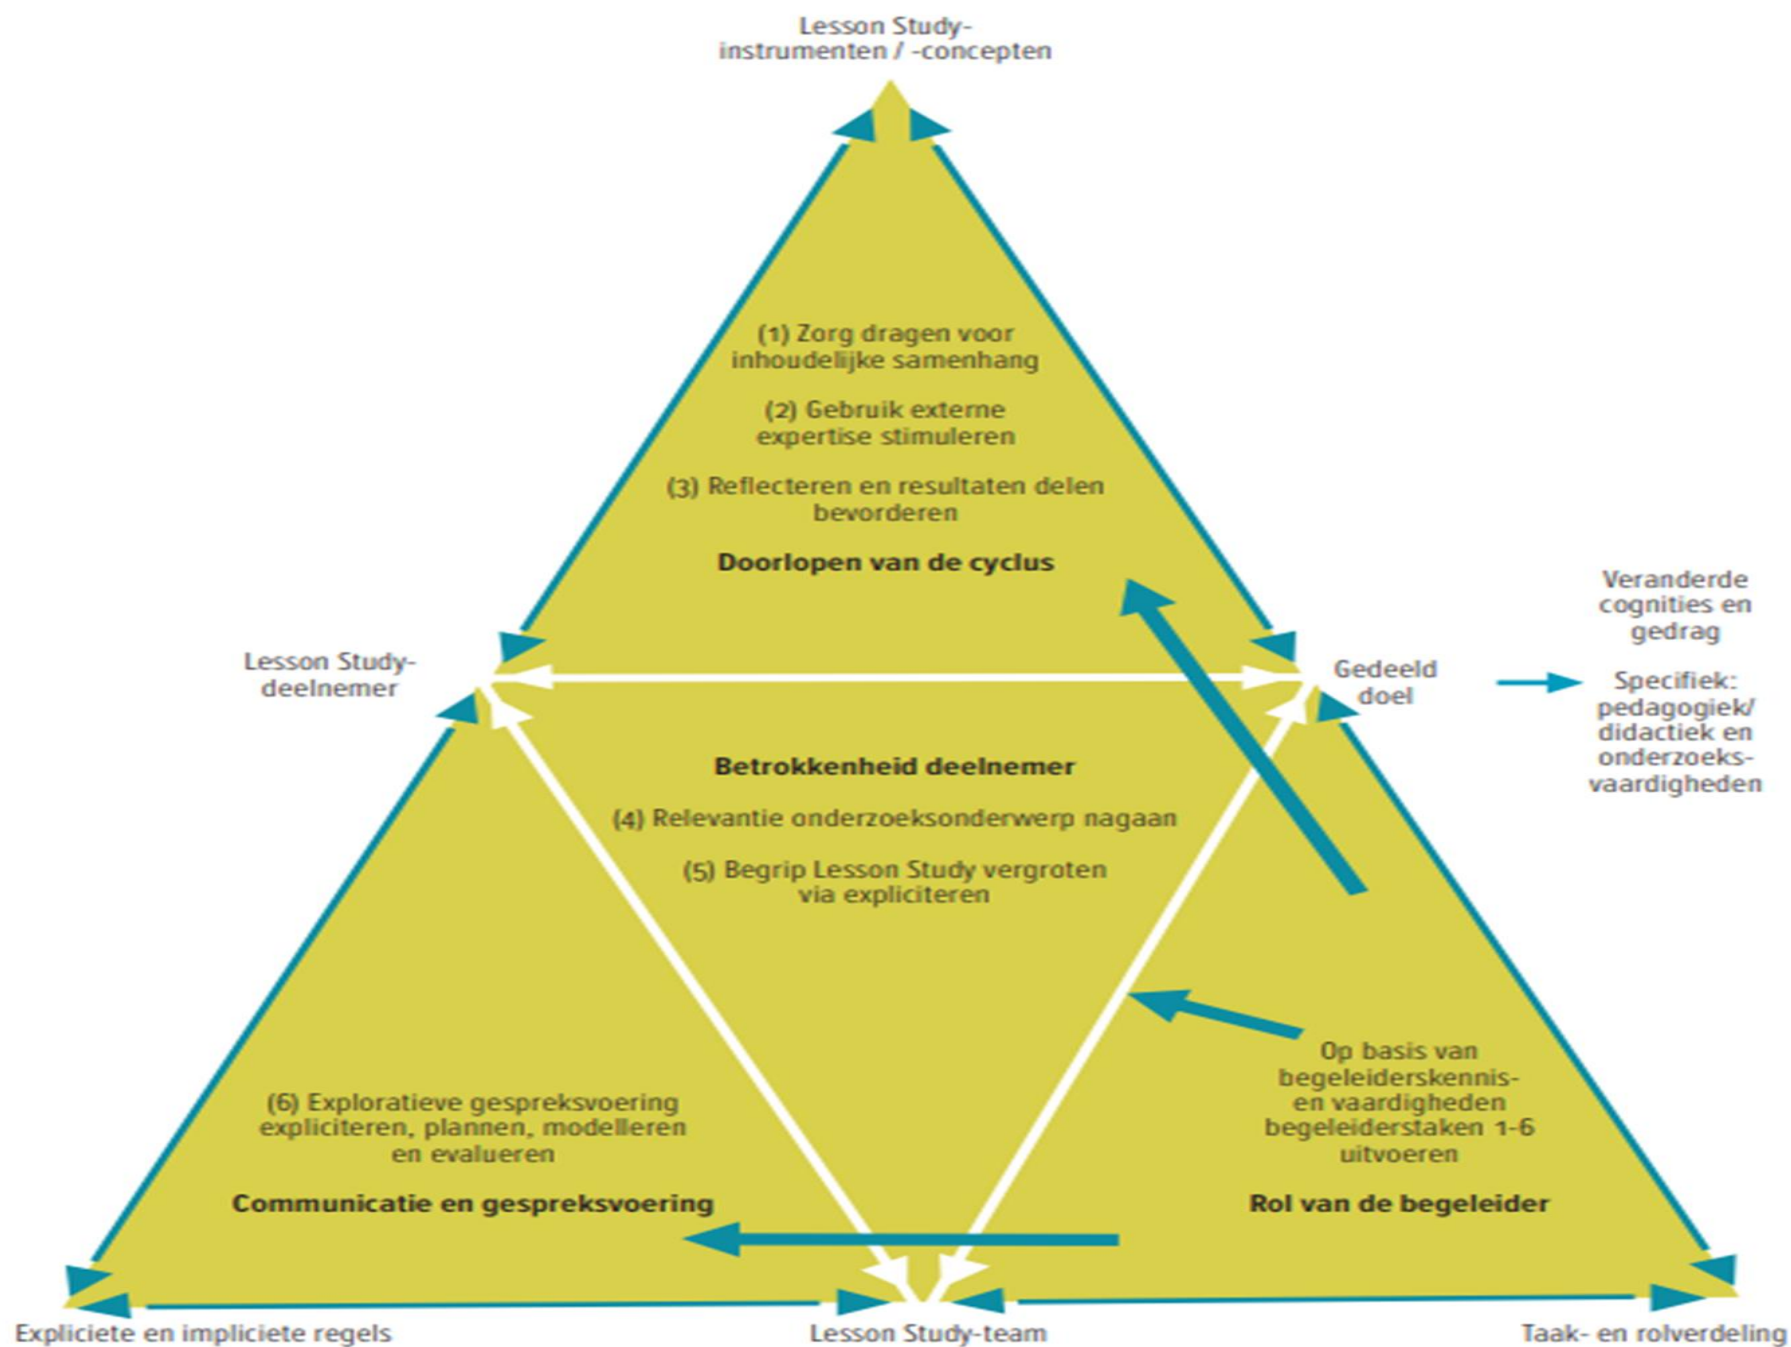 Lesson Study-
instrumenten / -concepten
(1) Zorg dragen voor
inhoudelijke samenhang
(2) Gebruik externe
expertise stimuleren
(3) Reflecteren en resultaten delen
bevorderen
Doorlopen van de cyclus
Lesson Study-
deelnemer
Gedeeld
doel
Veranderde
cognities en
gedrag
Specifiek:
pedagogiek/
didactiek en
onderzoeks-
vaardigheden
Betrokkenheid deelnemer
(4) Relevantie onderzoeksonderwerp nagaan
(5) Begrip Lesson Study vergroten
via expliciteren
(6) Exploratieve gespreksvoering
expliciteren, plannen, modelleren
en evalueren
Communicatie en gespreksvoering
Op basis van
begeleiderskennis-
en vaardigheden
begeleiderstaken 1-6
uitvoeren
Rol van de begeleider
Expliciete en impliciete regels
Lesson Study-team
Taak- en rolverdeling